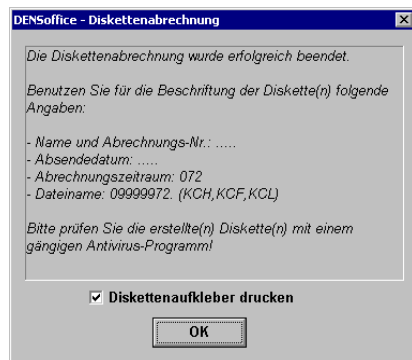 DENSoffice - Diskettenabrechnung
Die Diskettenabrechnung wurde erfolgreich beendet.
Benutzen Sie für die Beschriftung der Diskette(n) folgende
Angaben:
- Name und Abrechnungs-Nr.: .....
- Absendedatum: .....
- Abrechnungszeitraum: 072
- Dateiname: 09999972. (KCH,KCF,KCL)
Bitte prüfen Sie die erstellte(n) Diskette(n) mit einem
gängigen Antivirus-Programm!
Diskettenaufkleber drucken
OK